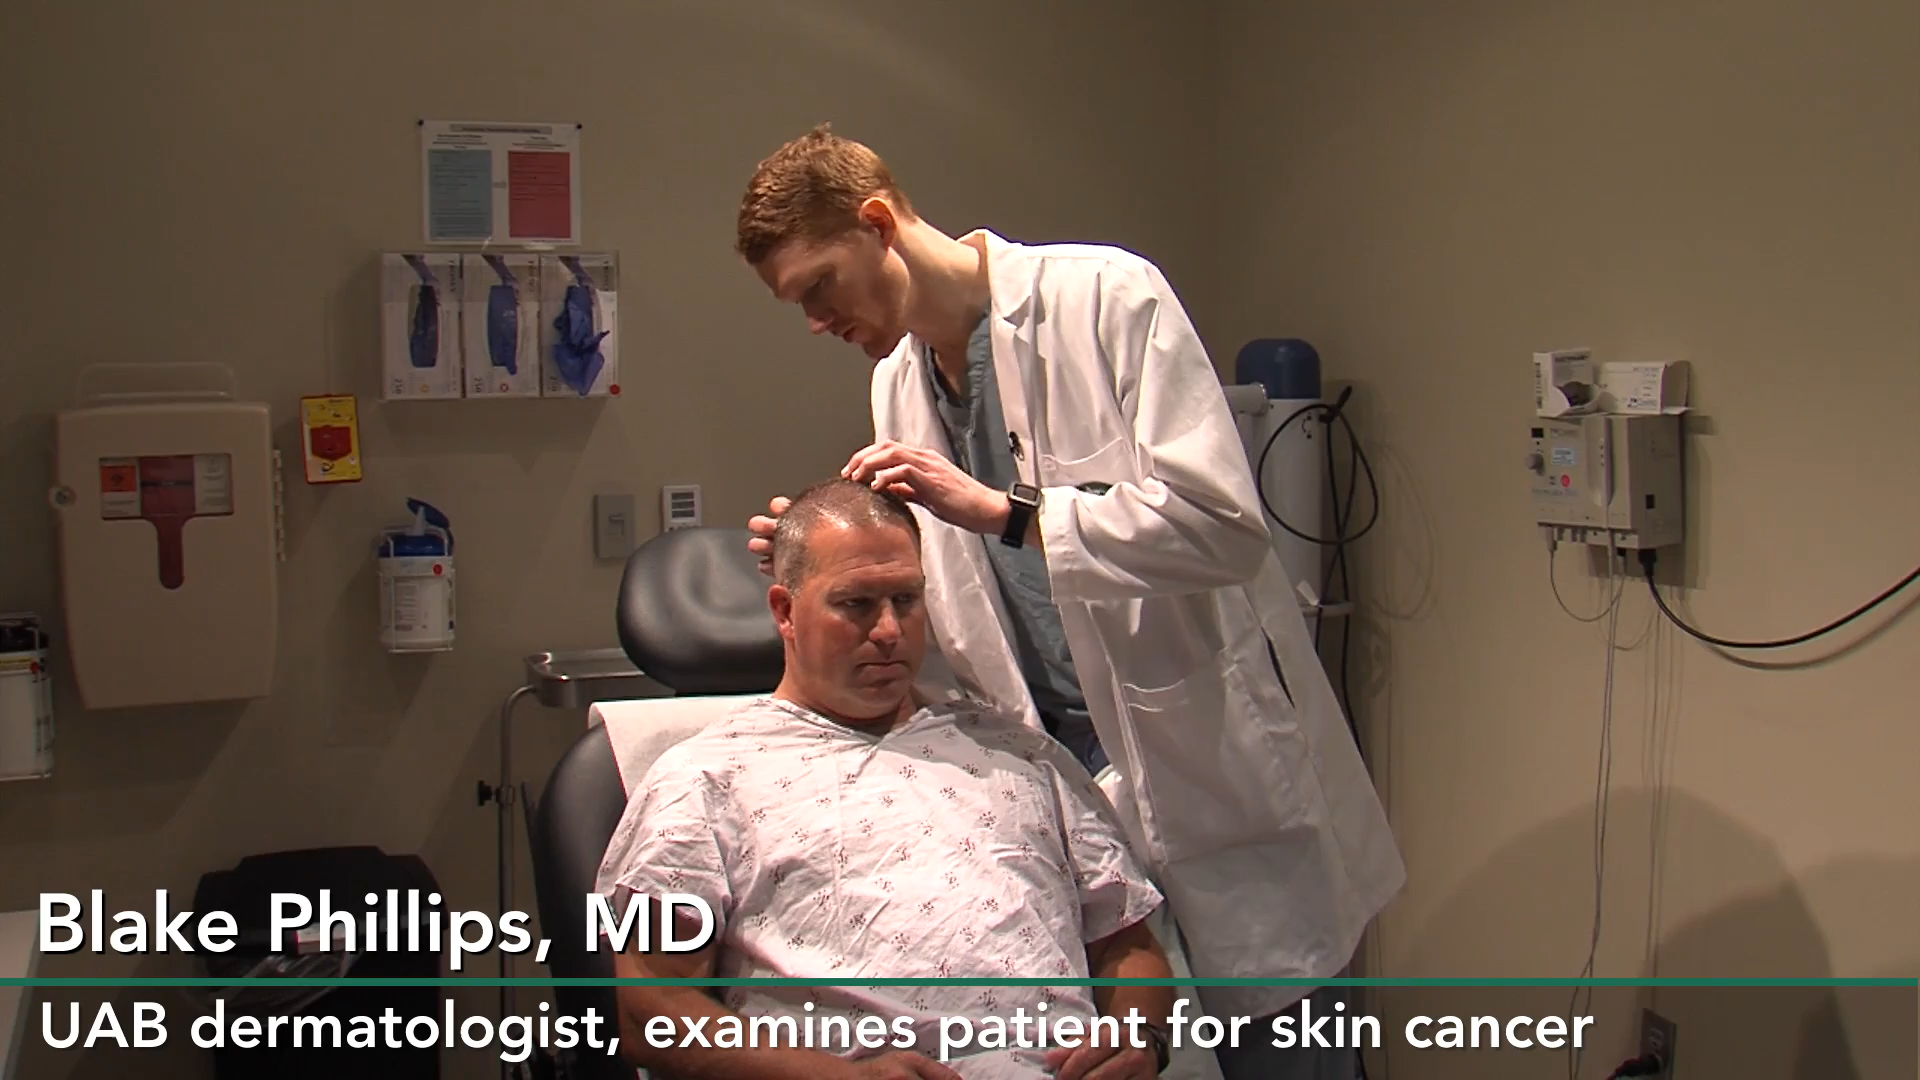 Blake Phillips, MD
UAB dermatologist, examines patient for skin cancer